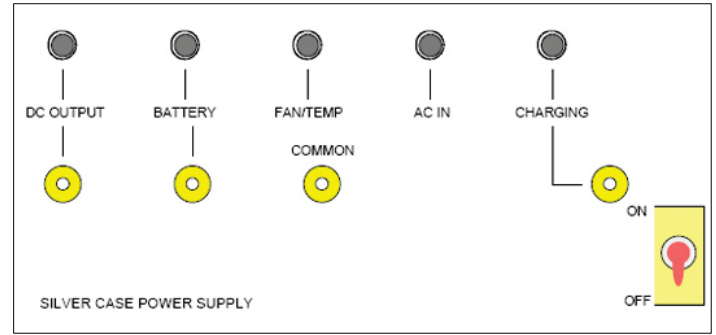 DC OUTPUT
BATTERY
FAN/TEMP
AC IN
CHARGING
COMMON
ON
OFF
SILVER CASE POWER SUPPLY